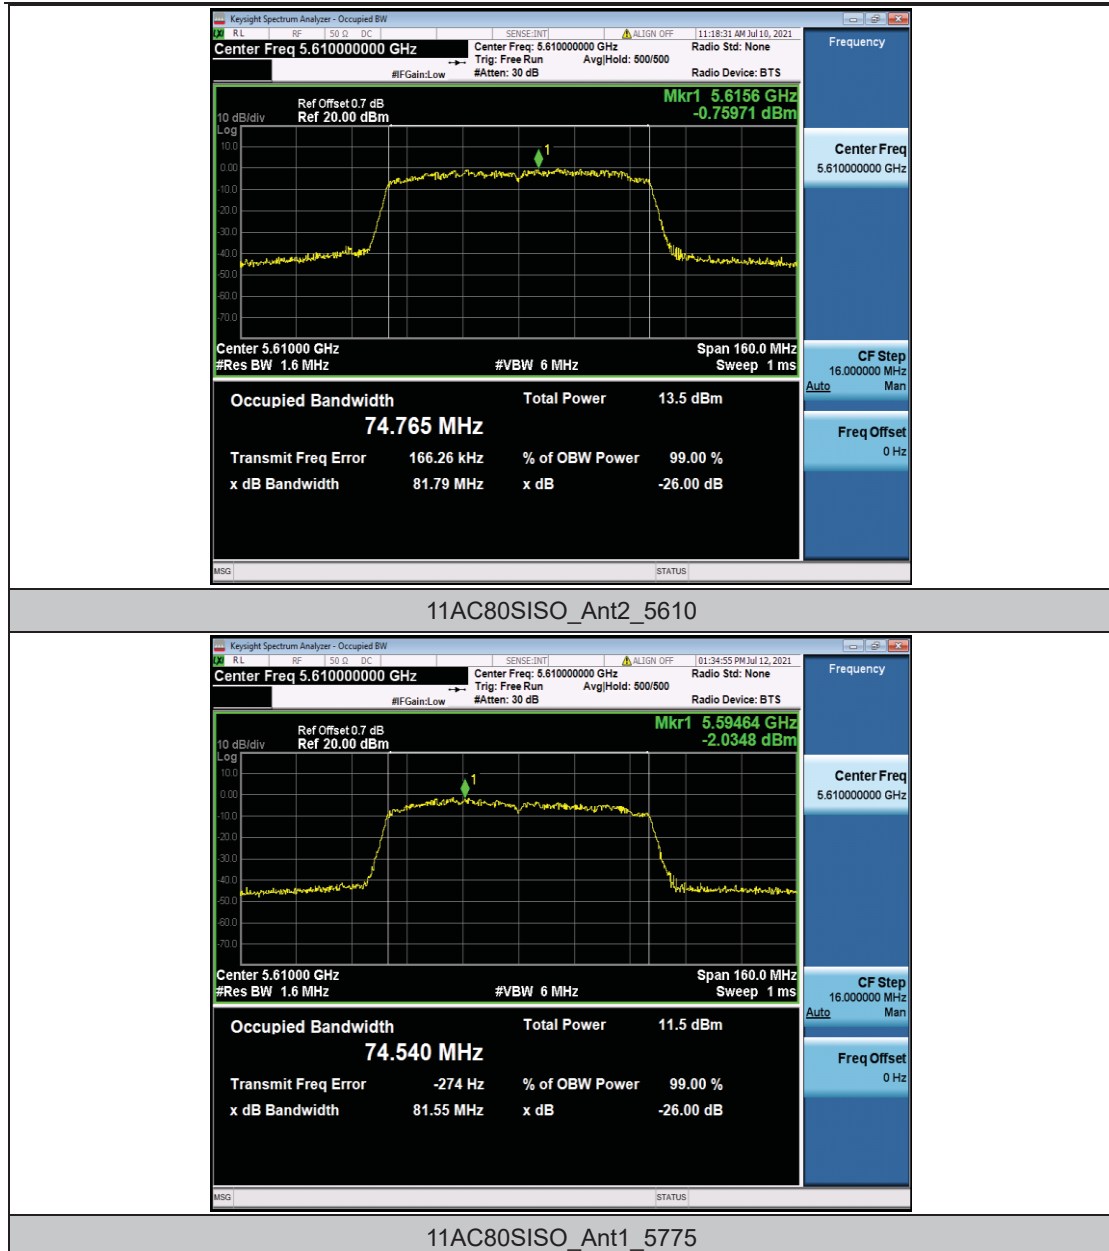 Keysight Spectrum Analyzer - Occupied BW
LXI RL RF 50 Ω DC SENSE:INT ALIGN OFF 11:18:31 AM Jul 10, 2021
Center Freq 5.610000000 GHz
Center Freq: 5.610000000 GHz
Radio Std: None
Trig: Free Run Avg|Hold: 500/500
#IFGain:Low #Atten: 30 dB Radio Device: BTS
Frequency
Mkr1 5.6156 GHz
-0.75971 dBm
Ref Offset 0.7 dB
10 dB/div Ref 20.00 dBm
Log
10.0
0.00
-10.0
-20.0
-30.0
-40.0
-50.0
-60.0
-70.0
1
Center Freq
5.610000000 GHz
Center 5.61000 GHz Span 160.0 MHz
#Res BW 1.6 MHz #VBW 6 MHz Sweep 1 ms
CF Step
16.000000 MHz
Auto Man
Occupied Bandwidth Total Power 13.5 dBm
74.765 MHz
Transmit Freq Error 166.26 kHz % of OBW Power 99.00 %
x dB Bandwidth 81.79 MHz x dB -26.00 dB
Freq Offset
0 Hz
MSG STATUS
11AC80SISO_Ant2_5610
Keysight Spectrum Analyzer - Occupied BW
LXI RL RF 50 Ω DC SENSE:INT ALIGN OFF 01:34:55 PM Jul 12, 2021
Center Freq 5.610000000 GHz
Center Freq: 5.610000000 GHz
Radio Std: None
Trig: Free Run Avg|Hold: 500/500
#IFGain:Low #Atten: 30 dB Radio Device: BTS
Frequency
Mkr1 5.59464 GHz
-2.0348 dBm
Ref Offset 0.7 dB
10 dB/div Ref 20.00 dBm
Log
10.0
0.00
-10.0
-20.0
-30.0
-40.0
-50.0
-60.0
-70.0
1
Center Freq
5.610000000 GHz
Center 5.61000 GHz Span 160.0 MHz
#Res BW 1.6 MHz #VBW 6 MHz Sweep 1 ms
CF Step
16.000000 MHz
Auto Man
Occupied Bandwidth Total Power 11.5 dBm
74.540 MHz
Transmit Freq Error -274 Hz % of OBW Power 99.00 %
x dB Bandwidth 81.55 MHz x dB -26.00 dB
Freq Offset
0 Hz
MSG STATUS
11AC80SISO_Ant1_5775